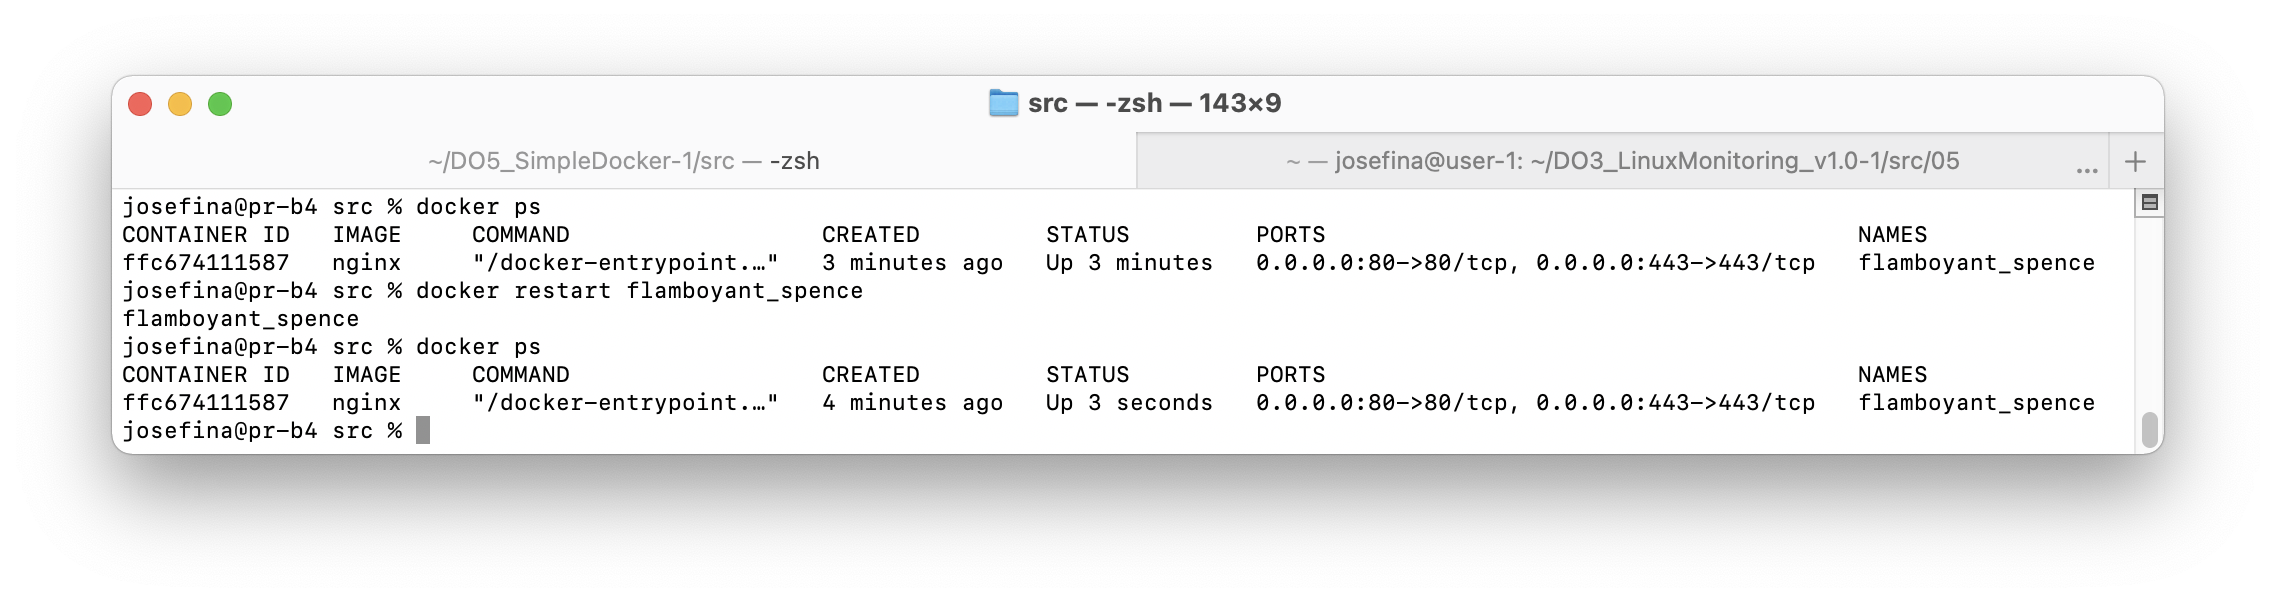 src — -zsh — 143×9
~/DO5_SimpleDocker-1/src — -zsh
~ — josefina@user-1: ~/DO3_LinuxMonitoring_v1.0-1/src/05 ...
+
josefina@pr-b4 src % docker ps
CONTAINER ID   IMAGE     COMMAND                  CREATED         STATUS         PORTS                                      NAMES
ffc674111587   nginx     "/docker-entrypoint.…"   3 minutes ago   Up 3 minutes   0.0.0.0:80->80/tcp, 0.0.0.0:443->443/tcp   flamboyant_spence
josefina@pr-b4 src % docker restart flamboyant_spence
flamboyant_spence
josefina@pr-b4 src % docker ps
CONTAINER ID   IMAGE     COMMAND                  CREATED         STATUS         PORTS                                      NAMES
ffc674111587   nginx     "/docker-entrypoint.…"   4 minutes ago   Up 3 seconds   0.0.0.0:80->80/tcp, 0.0.0.0:443->443/tcp   flamboyant_spence
josefina@pr-b4 src %